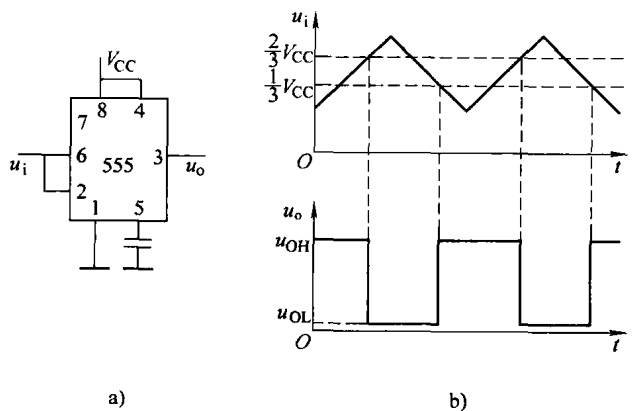 V_CC
8 4
7
u_i 6 555 3 u_o
2
1 5
a)
u_i
2/3 V_CC
1/3 V_CC
O t
u_o
u_OH
u_OL
O t
b)